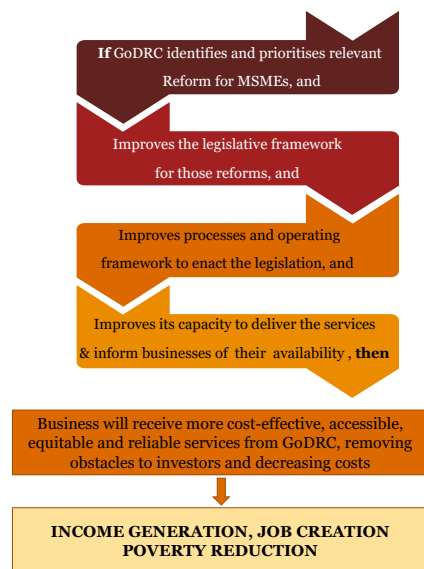 If GoDRC identifies and prioritises relevant
Reform for MSMEs, and
Improves the legislative framework
for those reforms, and
Improves processes and operating
framework to enact the legislation, and
Improves its capacity to deliver the services
& inform businesses of their availability , then
Business will receive more cost-effective, accessible,
equitable and reliable services from GoDRC, removing
obstacles to investors and decreasing costs
INCOME GENERATION, JOB CREATION
POVERTY REDUCTION